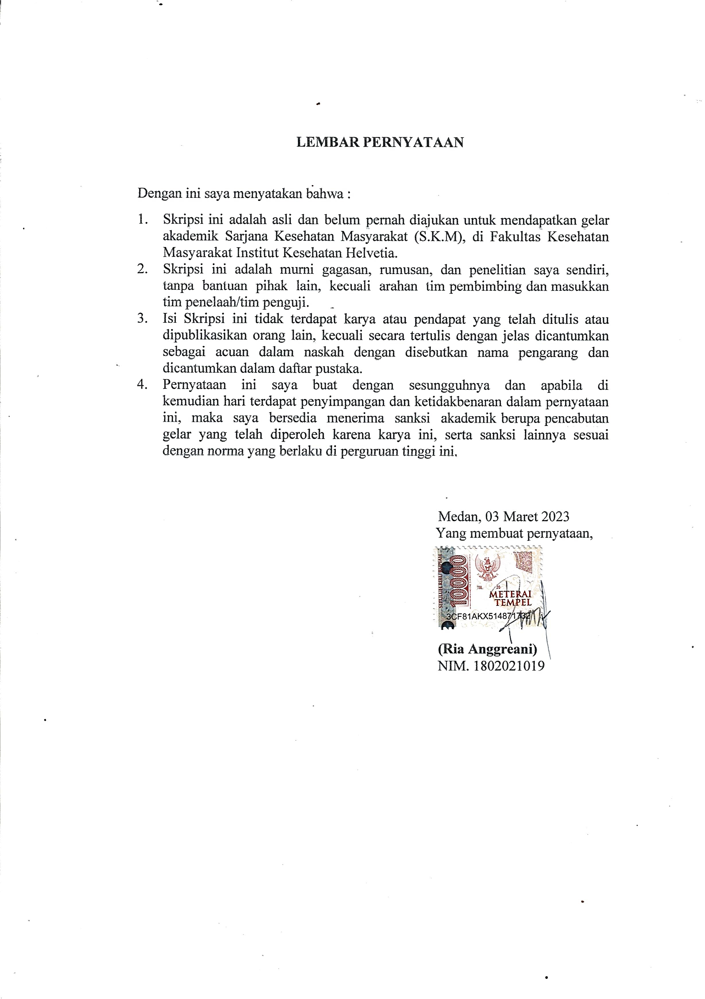 LEMBAR PERNYATAAN
Dengan ini saya menyatakan bahwa :
1. Skripsi ini adalah asli dan belum pernah diajukan untuk mendapatkan gelar
akademik Sarjana Kesehatan Masyarakat (S.K.M), di Fakultas Kesehatan
Masyarakat Institut Kesehatan Helvetia.
2. Skripsi ini adalah murni gagasan, rumusan, dan penelitian saya sendiri,
tanpa bantuan pihak lain, kecuali arahan tim pembimbing dan masukkan
tim penelaah/tim penguji.
3. Isi Skripsi ini tidak terdapat karya atau pendapat yang telah ditulis atau
dipublikasikan orang lain, kecuali secara tertulis dengan jelas dicantumkan
sebagai acuan dalam naskah dengan disebutkan nama pengarang dan
dicantumkan dalam daftar pustaka.
4. Pernyataan ini saya buat dengan sesungguhnya dan apabila di
kemudian hari terdapat penyimpangan dan ketidakbenaran dalam pernyataan
ini, maka saya bersedia menerima sanksi akademik berupa pencabutan
gelar yang telah diperoleh karena karya ini, serta sanksi lainnya sesuai
dengan norma yang berlaku di perguruan tinggi ini.
Medan, 03 Maret 2023
Yang membuat pernyataan,
SEPULUH RIBU RUPIAH
10000
TGL. 20
METERAI
TEMPEL
3CF81AKX514871732
(Ria Anggreani)
NIM. 1802021019